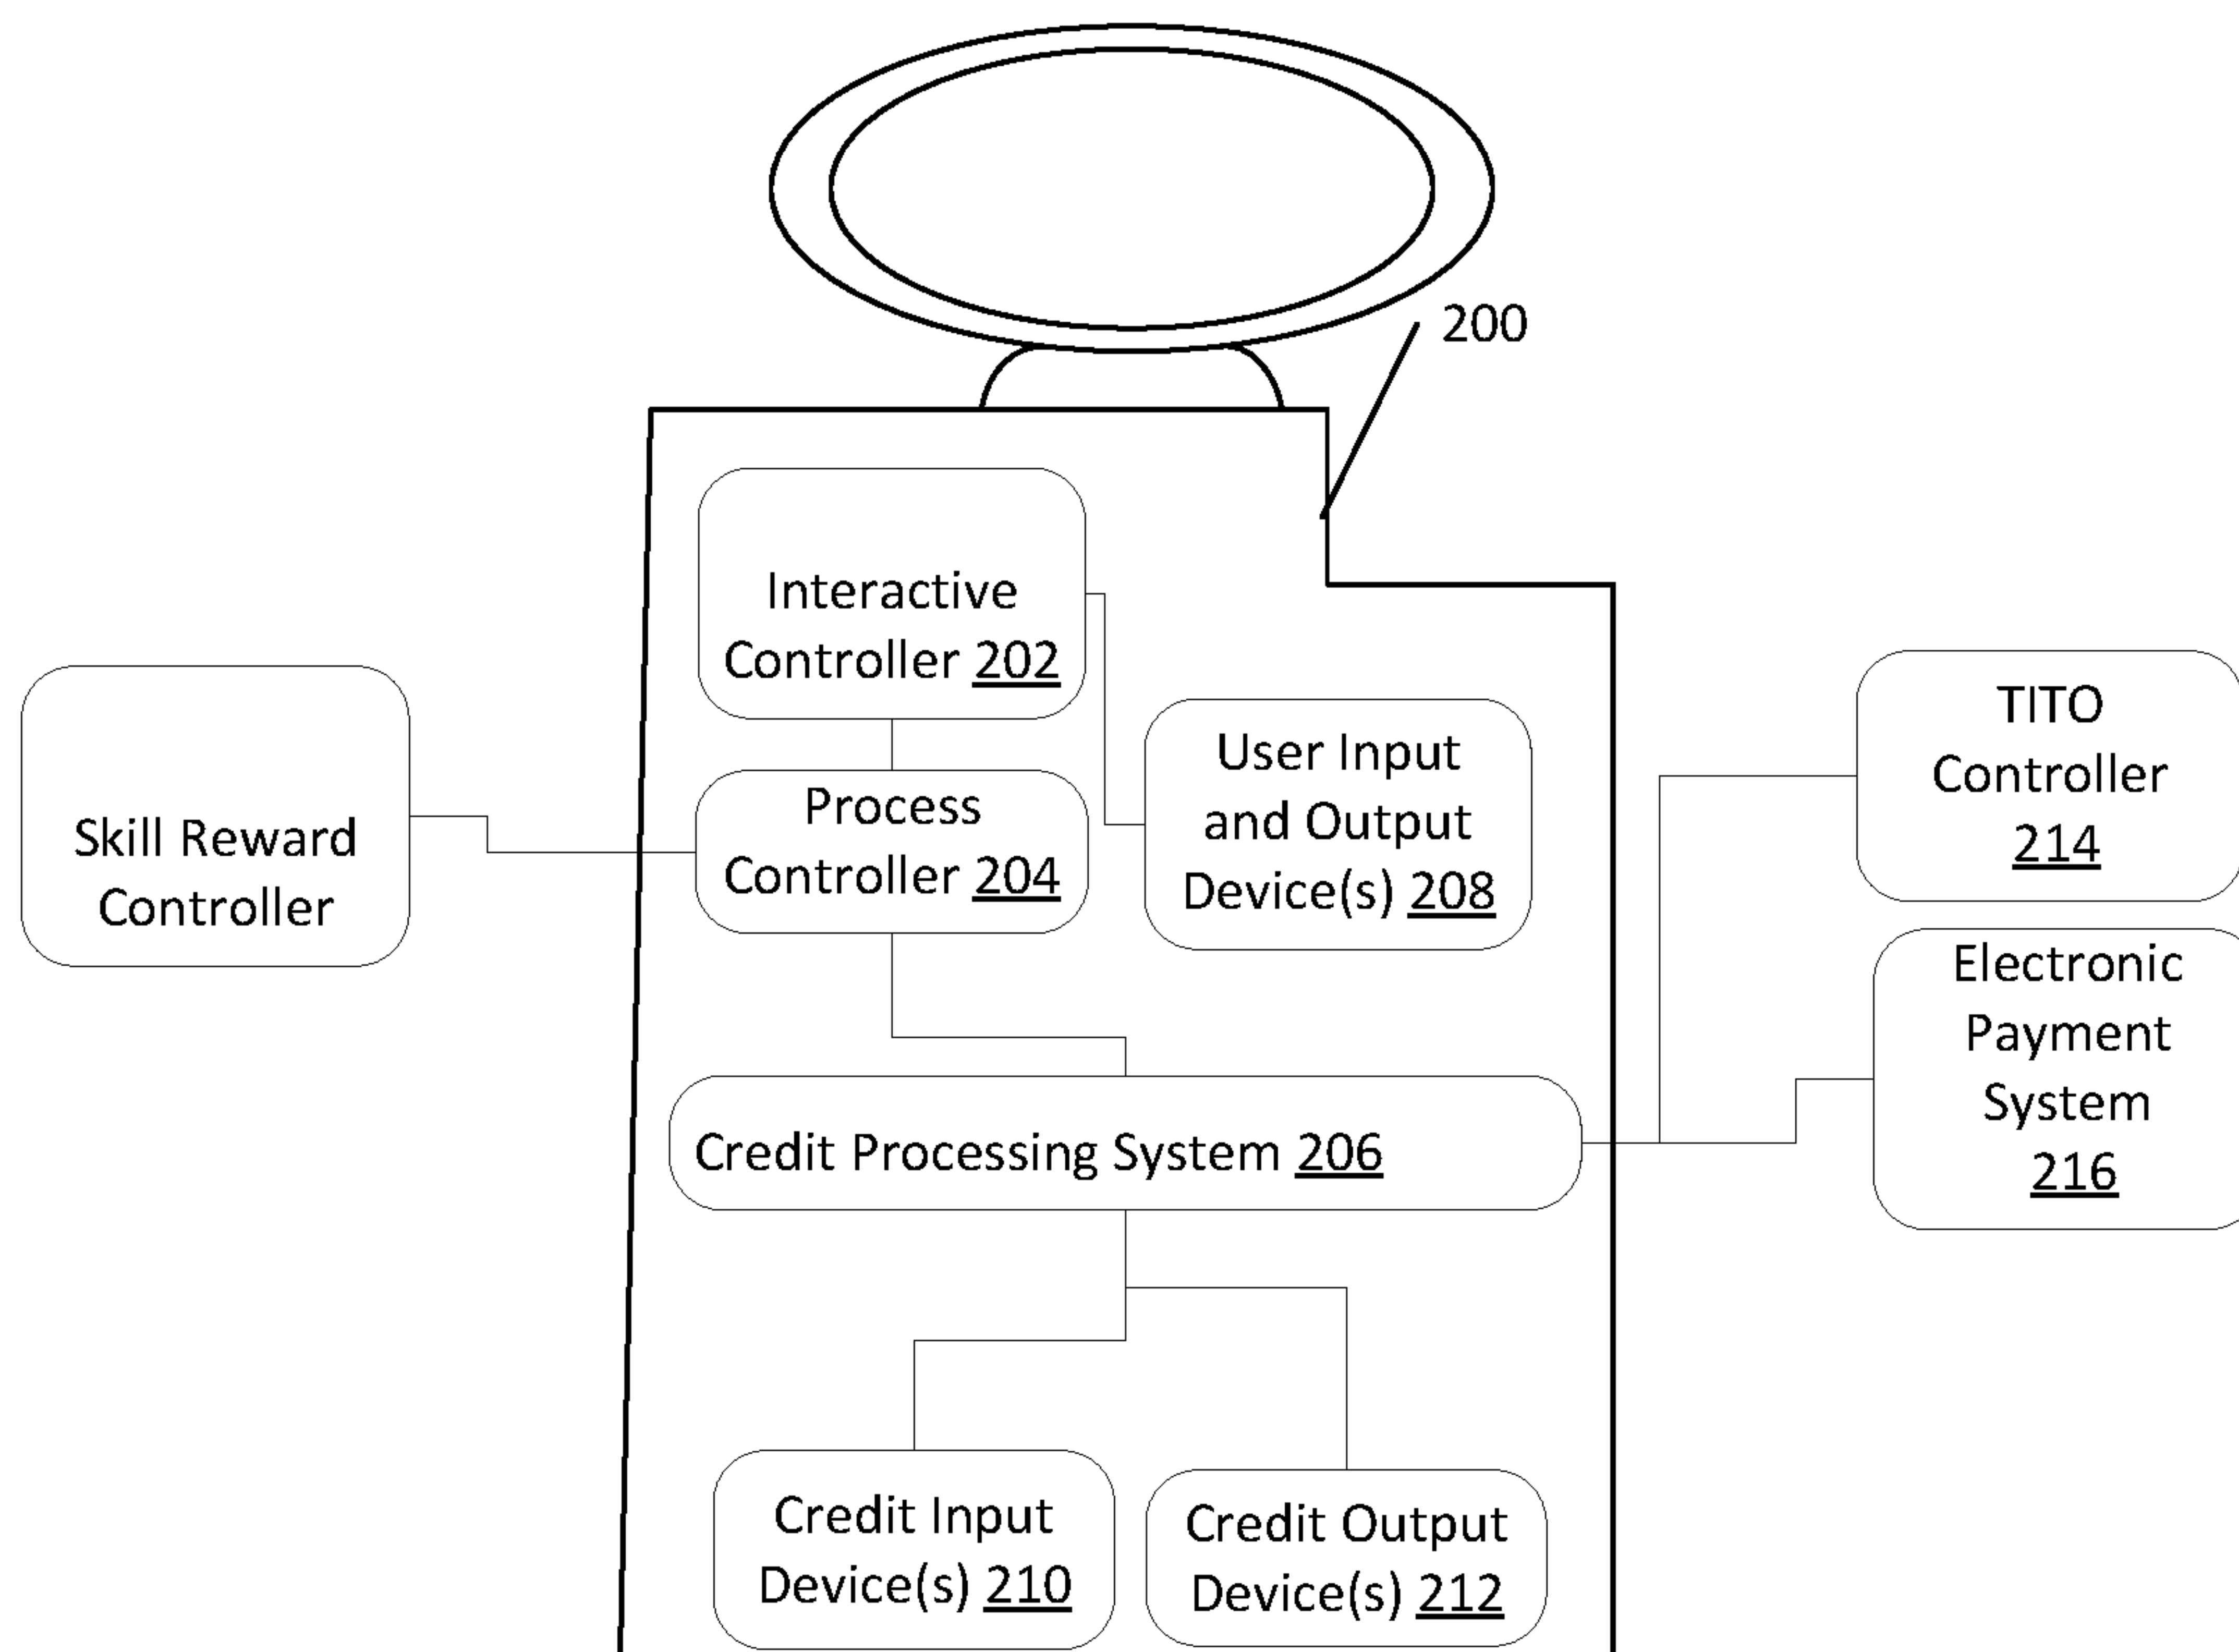 200
Interactive
Controller 202
Skill Reward
Controller
Process
Controller 204
User Input
and Output
Device(s) 208
TITO
Controller
214
Electronic
Payment
System
216
Credit Processing System 206
Credit Input
Device(s) 210
Credit Output
Device(s) 212